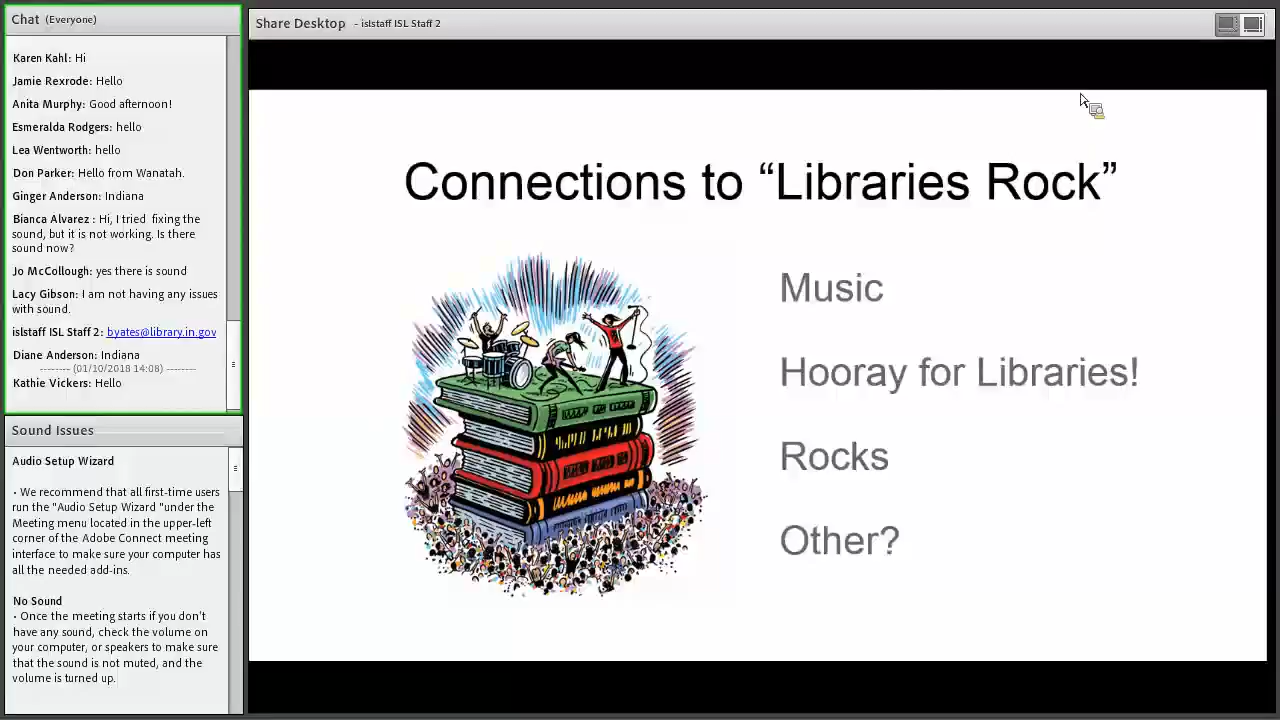 Chat (Everyone)
Karen Kahl: Hi
Jamie Rexrode: Hello
Anita Murphy: Good afternoon!
Esmeralda Rodgers: hello
Lea Wentworth: hello
Don Parker: Hello from Wanatah.
Ginger Anderson: Indiana
Bianca Alvarez : Hi, I tried fixing the
sound, but it is not working. Is there
sound now?
Jo McCollough: yes there is sound
Lacy Gibson: I am not having any issues
with sound.
islstaff ISL Staff 2: byates@library.in.gov
Diane Anderson: Indiana
-------- (01/10/2018 14:08) --------
Kathie Vickers: Hello
Sound Issues
Audio Setup Wizard
• We recommend that all first-time users
run the "Audio Setup Wizard "under the
Meeting menu located in the upper-left
corner of the Adobe Connect meeting
interface to make sure your computer has
all the needed add-ins.
No Sound
• Once the meeting starts if you don't
have any sound, check the volume on
your computer, or speakers to make sure
that the sound is not muted, and the
volume is turned up.
Share Desktop - islstaff ISL Staff 2
Connections to “Libraries Rock”
Music
Hooray for Libraries!
Rocks
Other?